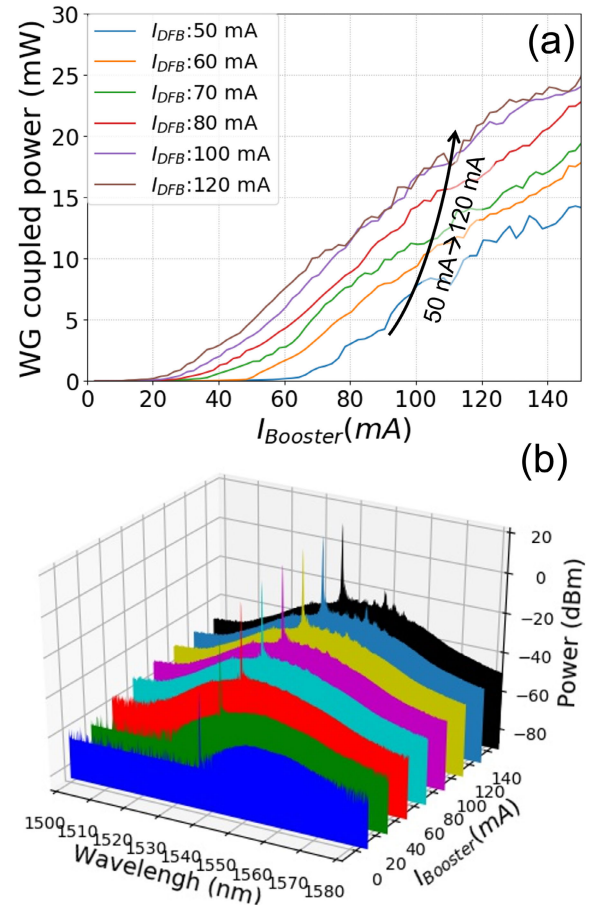 (a)
I_DFB:50 mA
I_DFB:60 mA
I_DFB:70 mA
I_DFB:80 mA
I_DFB:100 mA
I_DFB:120 mA
WG coupled power (mW)
30
25
20
15
10
5
0
50 mA→120 mA
0 20 40 60 80 100 120 140
I_Booster(mA)
(b)
20
0
−20
−40
−60
−80
Power (dBm)
1500 1510 1520 1530 1540 1550 1560 1570 1580
Wavelengh (nm)
0 20 40 60 80 100 120 140
I_Booster(mA)